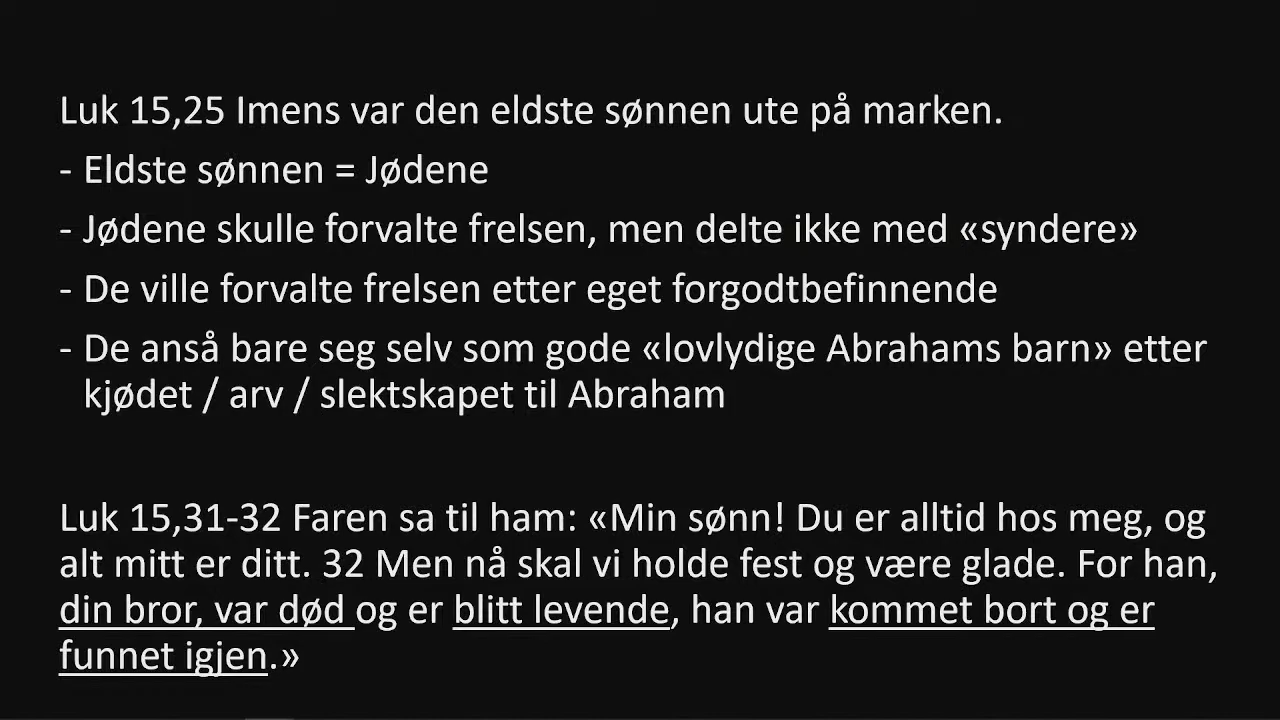 Luk 15,25 Imens var den eldste sønnen ute på marken.
- Eldste sønnen = Jødene
- Jødene skulle forvalte frelsen, men delte ikke med «syndere»
- De ville forvalte frelsen etter eget forgodtbefinnende
- De anså bare seg selv som gode «lovlydige Abrahams barn» etter
kjødet / arv / slektskapet til Abraham
Luk 15,31-32 Faren sa til ham: «Min sønn! Du er alltid hos meg, og
alt mitt er ditt. 32 Men nå skal vi holde fest og være glade. For han,
din bror, var død og er blitt levende, han var kommet bort og er
funnet igjen.»